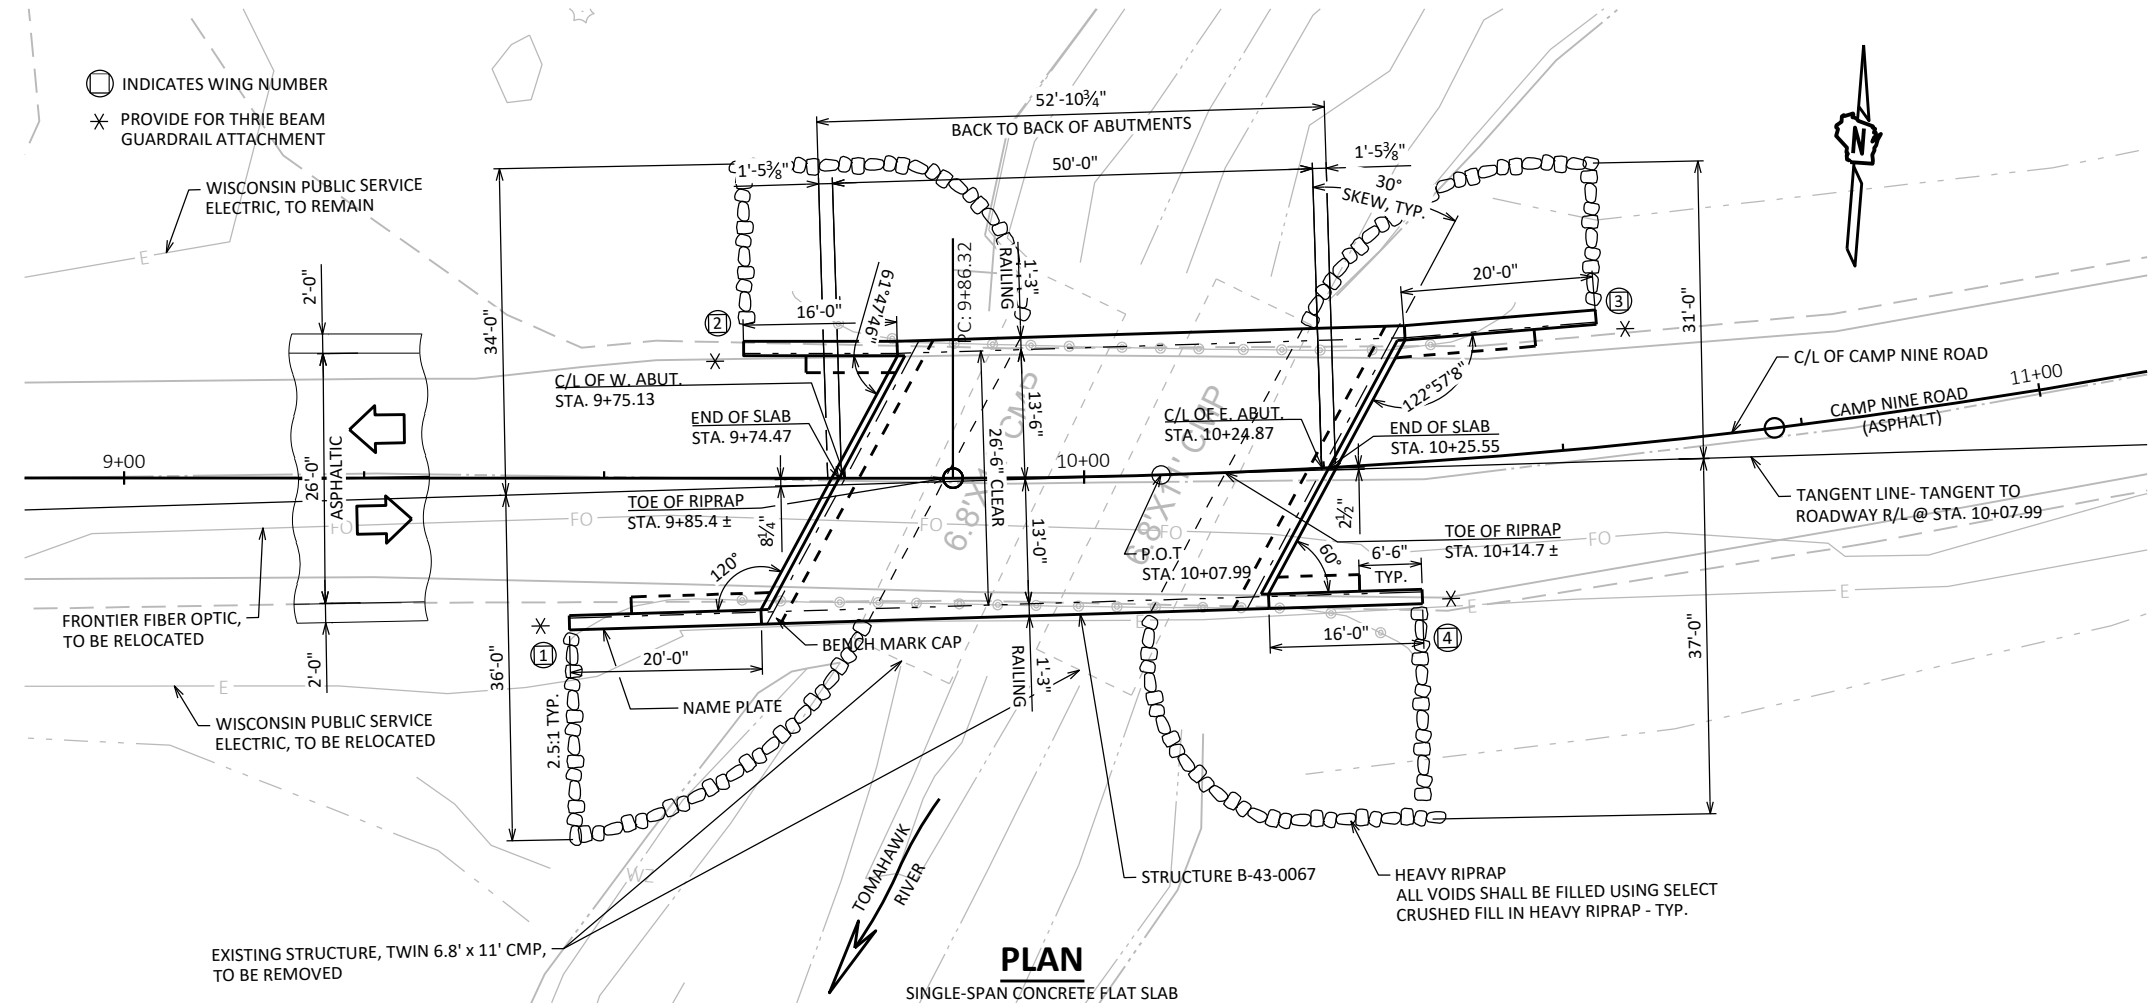 INDICATES WING NUMBER
PROVIDE FOR THRIE BEAM
GUARDRAIL ATTACHMENT
WISCONSIN PUBLIC SERVICE
ELECTRIC, TO REMAIN
E
52'-10¾"
BACK TO BACK OF ABUTMENTS
1'-5⅜"
50'-0"
1'-5⅜"
30°
SKEW, TYP.
N
2'-0"
34'-0"
2
16'-0"
61°47'46"
PC: 9+86.32
RAILING
1'-3"
20'-0"
3
31'-0"
C/L OF W. ABUT.
STA. 9+75.13
END OF SLAB
STA. 9+74.47
6.8'X11' CMP
13'-6"
26'-6" CLEAR
6.8'X11' CMP
C/L OF E. ABUT.
STA. 10+24.87
122°57'8"
END OF SLAB
STA. 10+25.55
C/L OF CAMP NINE ROAD
CAMP NINE ROAD
(ASPHALT)
11+00
9+00
26'-0"
ASPHALTIC
10+00
TOE OF RIPRAP
STA. 9+85.4 ±
8¼"
13'-0"
P.O.T
STA. 10+07.99
2½"
TOE OF RIPRAP
STA. 10+14.7 ±
TANGENT LINE- TANGENT TO
ROADWAY R/L @ STA. 10+07.99
FO
FO
FO
FO
FO
120°
60°
6'-6"
TYP.
E
E
E
FRONTIER FIBER OPTIC,
TO BE RELOCATED
2'-0"
36'-0"
1
20'-0"
BENCH MARK CAP
RAILING
1'-3"
16'-0"
4
37'-0"
E
NAME PLATE
2.5:1 TYP.
WISCONSIN PUBLIC SERVICE
ELECTRIC, TO BE RELOCATED
TOMAHAWK
RIVER
STRUCTURE B-43-0067
HEAVY RIPRAP
ALL VOIDS SHALL BE FILLED USING SELECT
CRUSHED FILL IN HEAVY RIPRAP - TYP.
EXISTING STRUCTURE, TWIN 6.8' x 11' CMP,
TO BE REMOVED
PLAN
SINGLE-SPAN CONCRETE FLAT SLAB